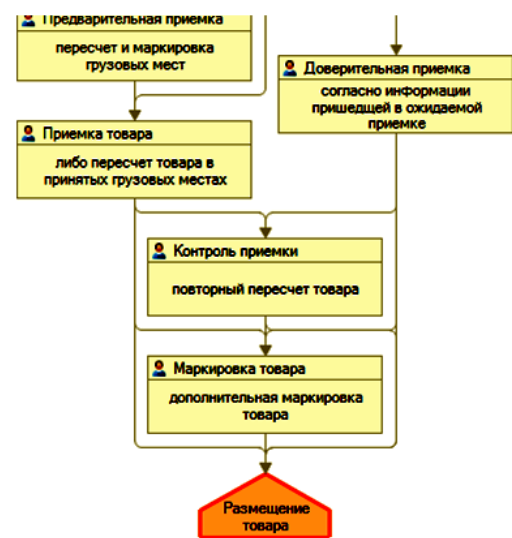 Предварительная приемка
пересчет и маркировка
грузовых мест
Доверительная приемка
согласно информации
пришедщей в ожидаемой
приемке
Приемка товара
либо пересчет товара в
принятых грузовых местах
Контроль приемки
повторный пересчет товара
Маркировка товара
дополнительная маркировка
товара
Размещение
товара